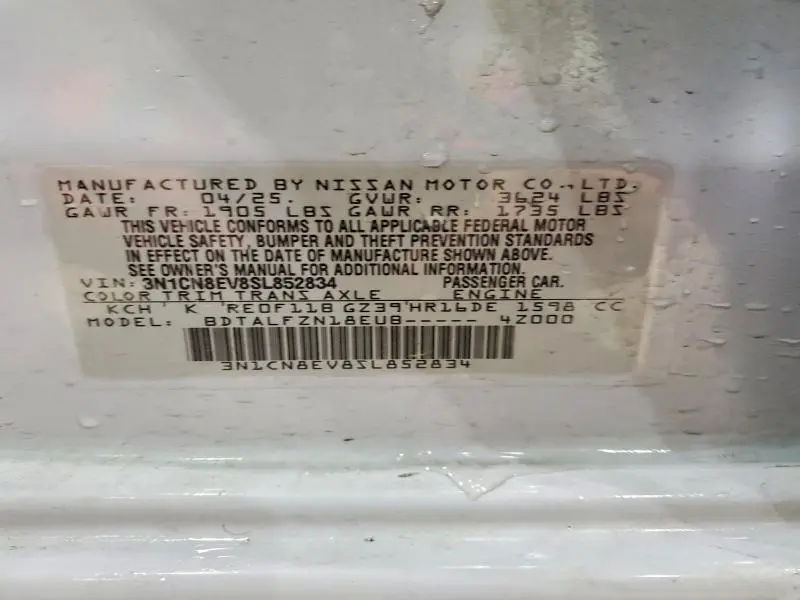 MANUFACTURED BY NISSAN MOTOR CO., LTD.
DATE: 04/25. GVWR: 3624 LBS
GAWR FR: 1905 LBS GAWR RR: 1735 LBS
THIS VEHICLE CONFORMS TO ALL APPLICABLE FEDERAL MOTOR
VEHICLE SAFETY, BUMPER AND THEFT PREVENTION STANDARDS
IN EFFECT ON THE DATE OF MANUFACTURE SHOWN ABOVE.
SEE OWNER'S MANUAL FOR ADDITIONAL INFORMATION.
VIN: 3N1CN8EV8SL852834 PASSENGER CAR.
COLOR TRIM TRANS AXLE ENGINE
KCH' K 'RE0F11B GZ39'HR16DE 1598 CC
MODEL: BDTALFZN18EUB----- 4Z000
3N1CN8EV8SL852834